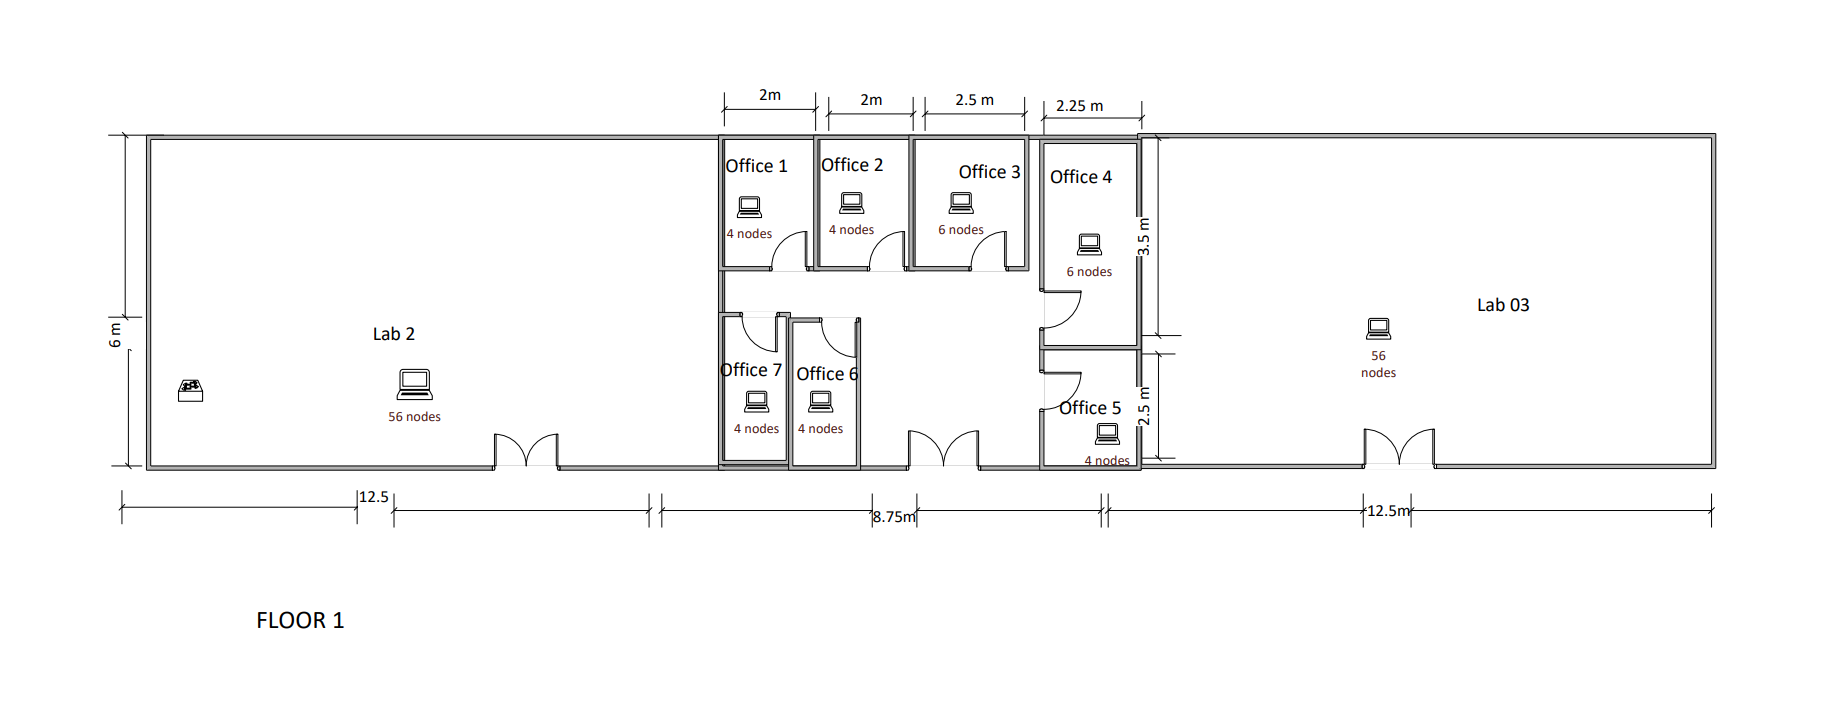 2m
2m
2.5 m
2.25 m
Office 1
Office 2
Office 3
Office 4
4 nodes
4 nodes
6 nodes
6 nodes
3.5 m
Lab 03
6 m
Lab 2
56
nodes
Office 7
Office 6
Office 5
2.5 m
56 nodes
4 nodes
4 nodes
4 nodes
12.5
8.75m
12.5m
FLOOR 1